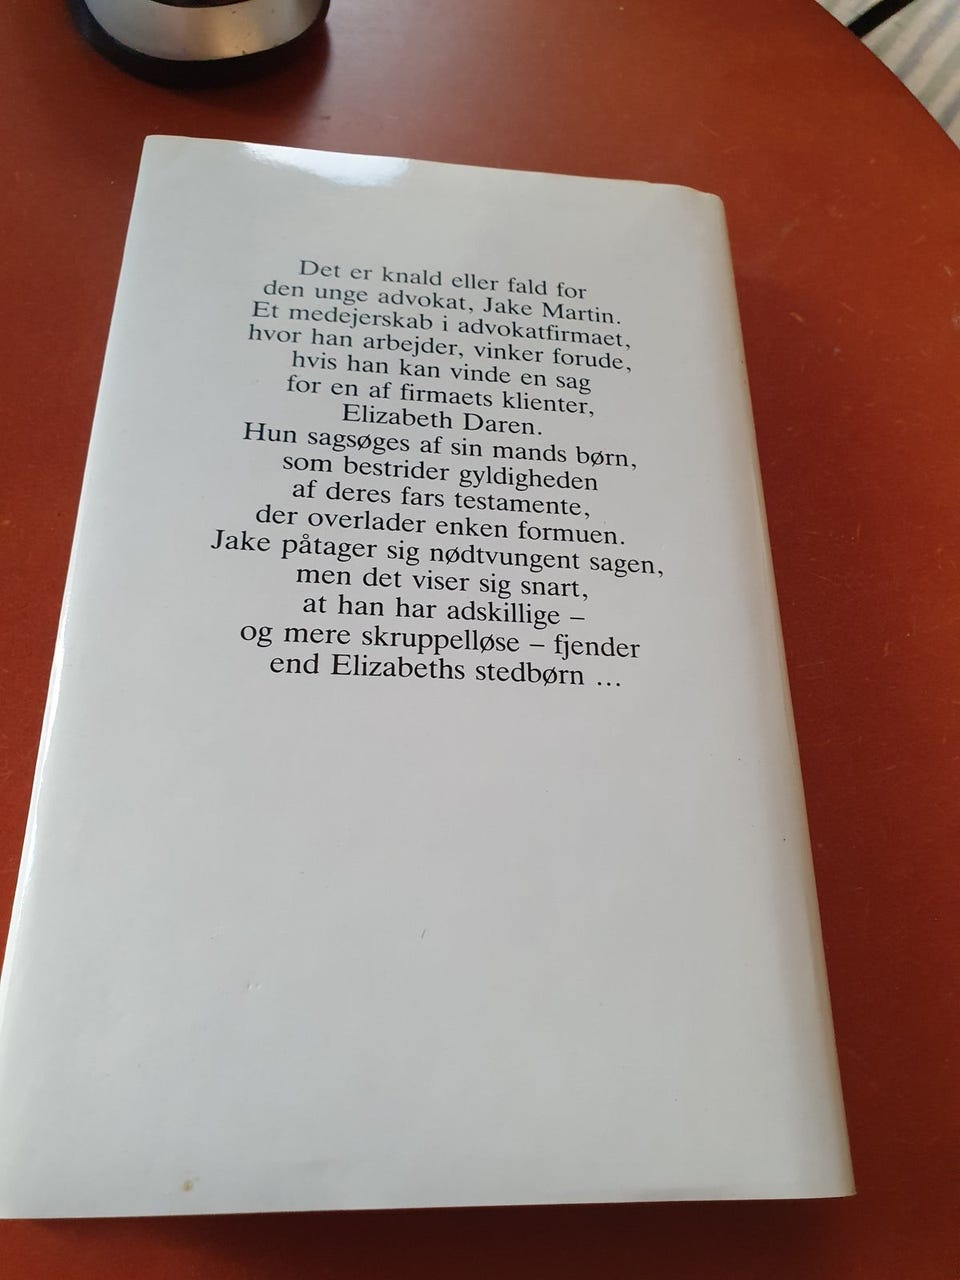 Det er knald eller fald for
den unge advokat, Jake Martin.
Et medejerskab i advokatfirmaet,
hvor han arbejder, vinker forude,
hvis han kan vinde en sag
for en af firmaets klienter,
Elizabeth Daren.
Hun sagsøges af sin mands børn,
som bestrider gyldigheden
af deres fars testamente,
der overlader enken formuen.
Jake påtager sig nødtvungent sagen,
men det viser sig snart,
at han har adskillige –
og mere skruppelløse – fjender
end Elizabeths stedbørn ...